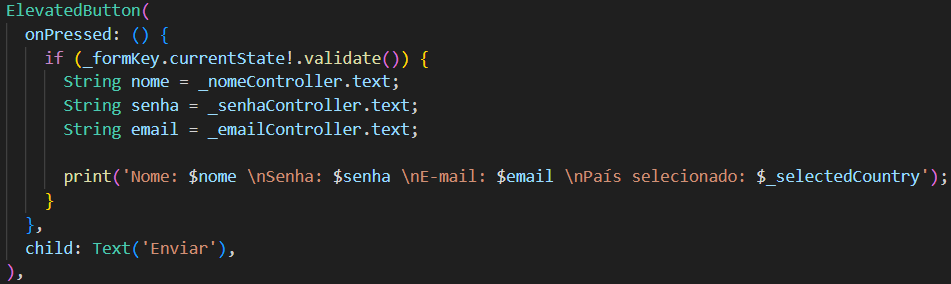 ElevatedButton(
onPressed: () {
if (_formKey.currentState!.validate()) {
String nome = _nomeController.text;
String senha = _senhaController.text;
String email = _emailController.text;
print('Nome: $nome \nSenha: $senha \nE-mail: $email \nPaís selecionado: $_selectedCountry');
}
},
child: Text('Enviar'),
),